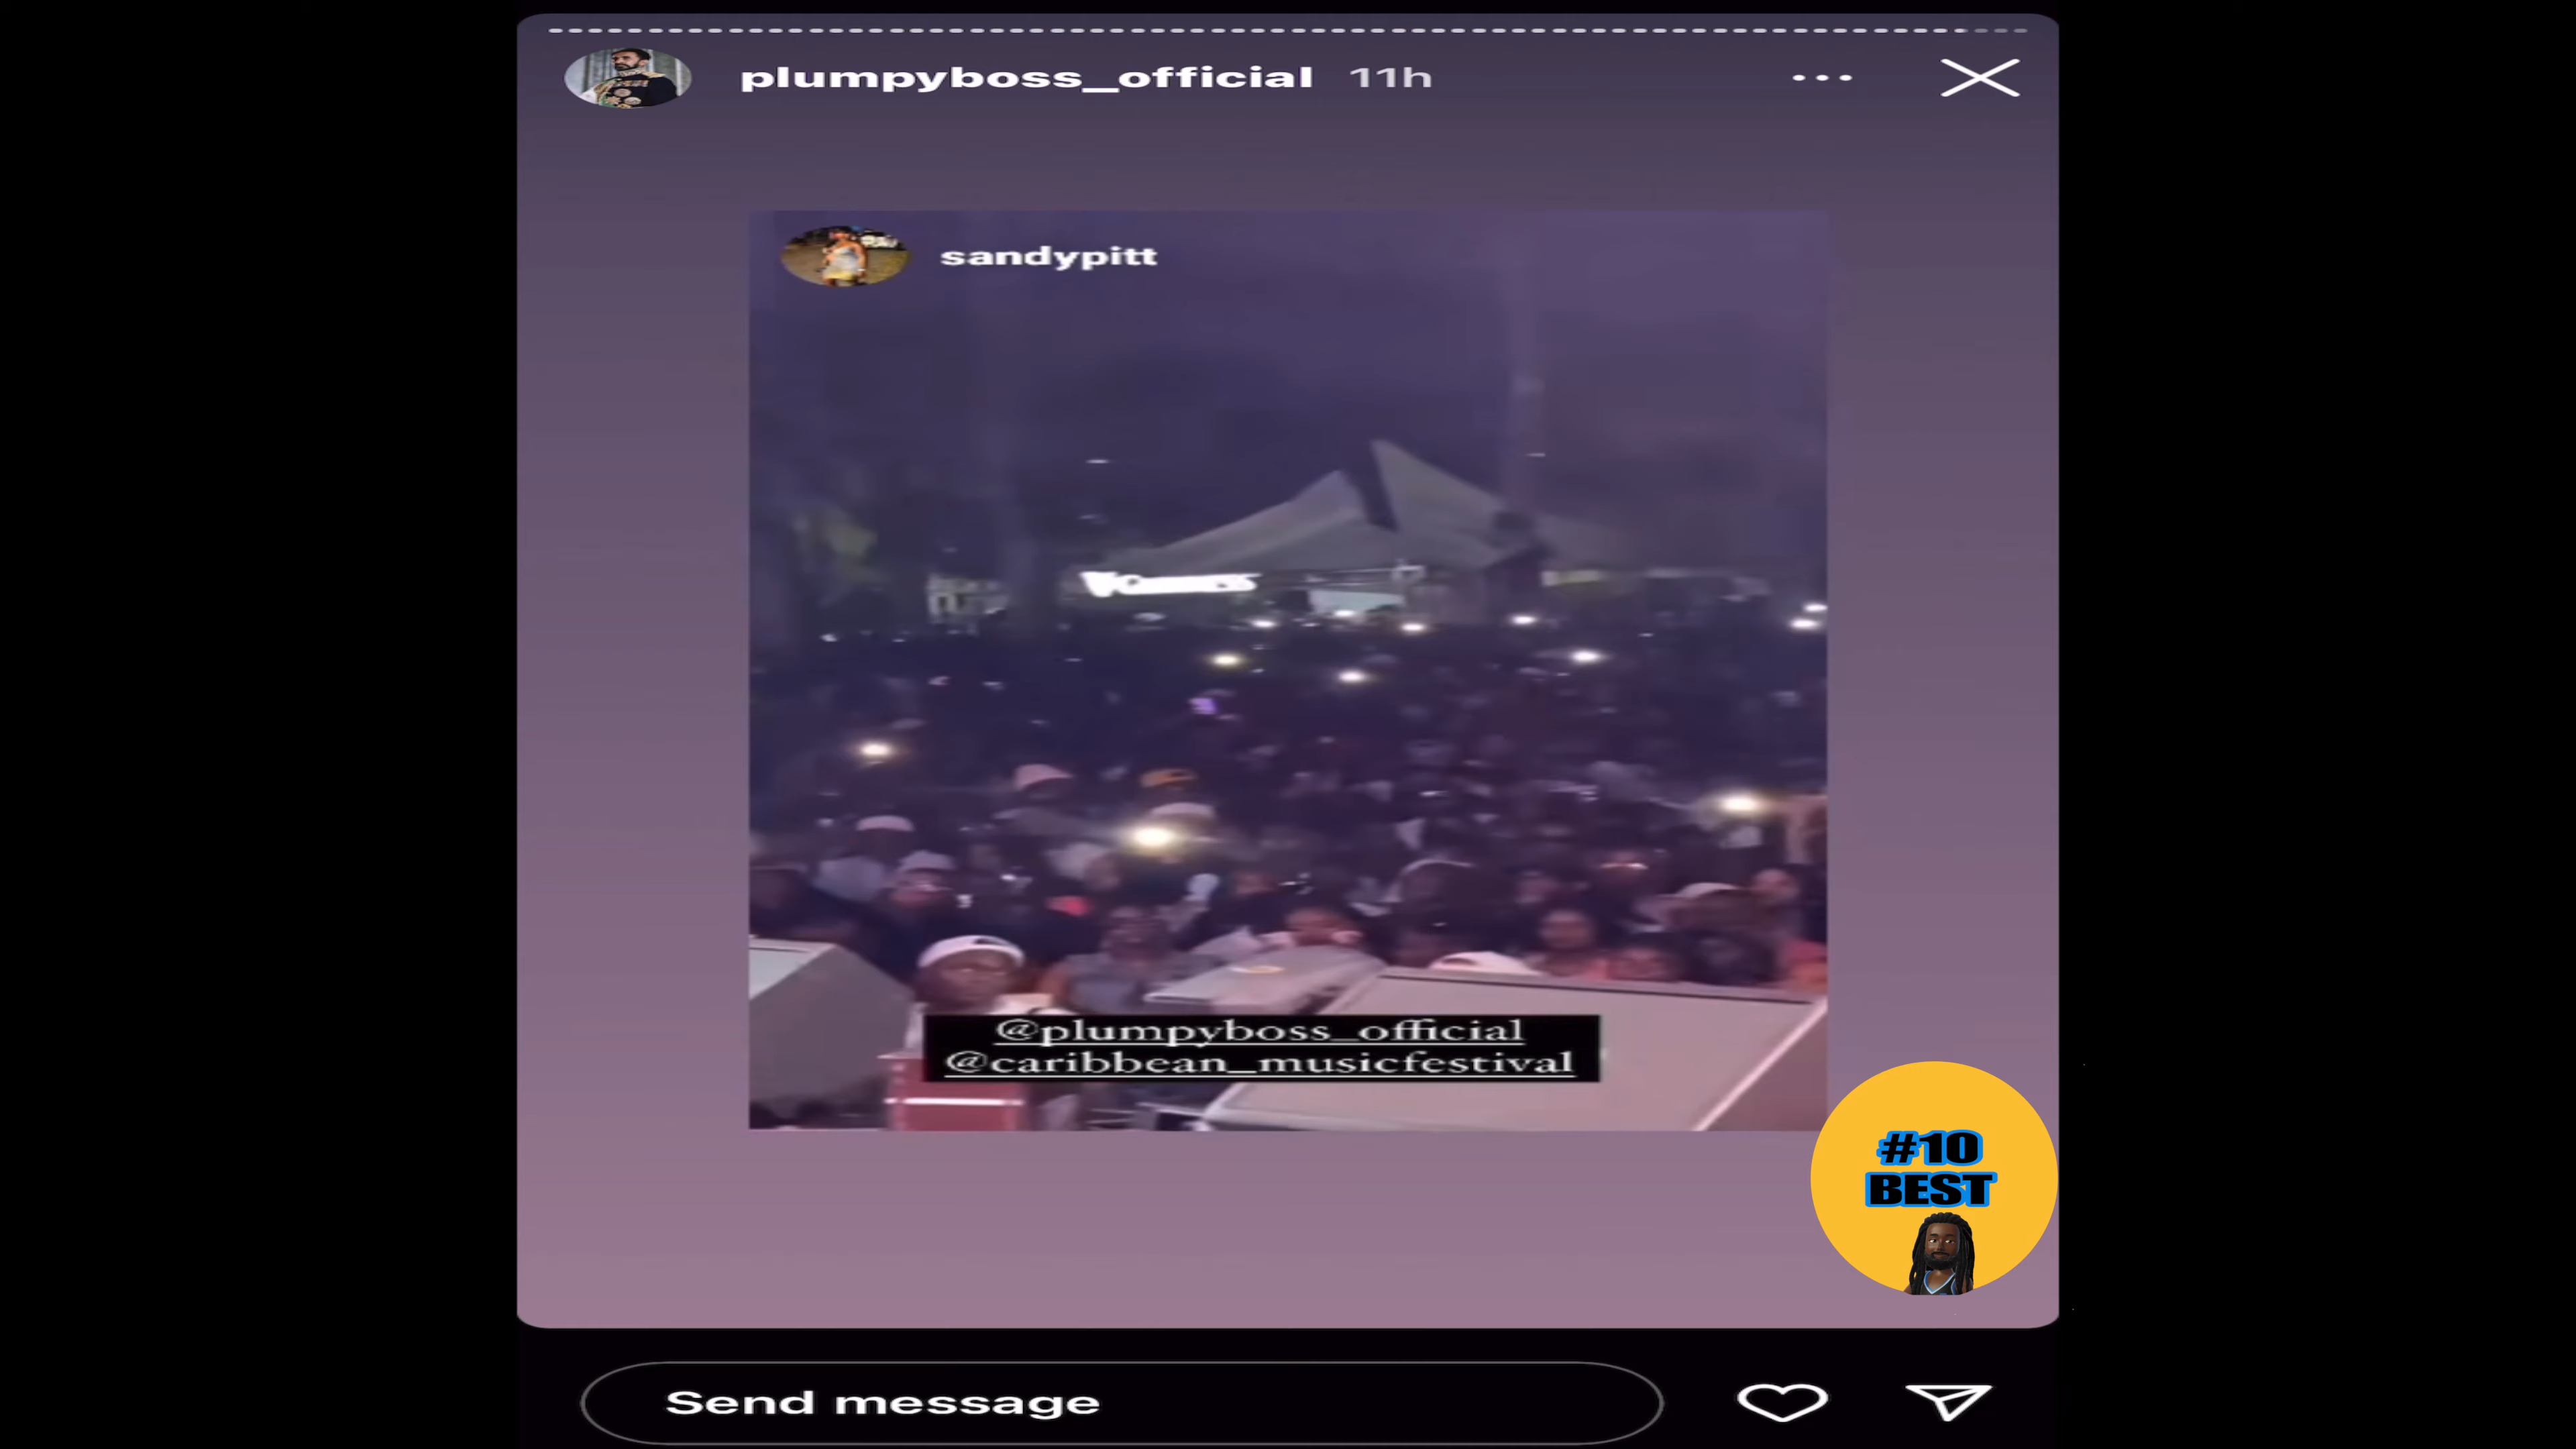 plumpyboss_official 11h
sandypitt
@plumpyboss_official
@caribbean_musicfestival
#10
BEST
Send message